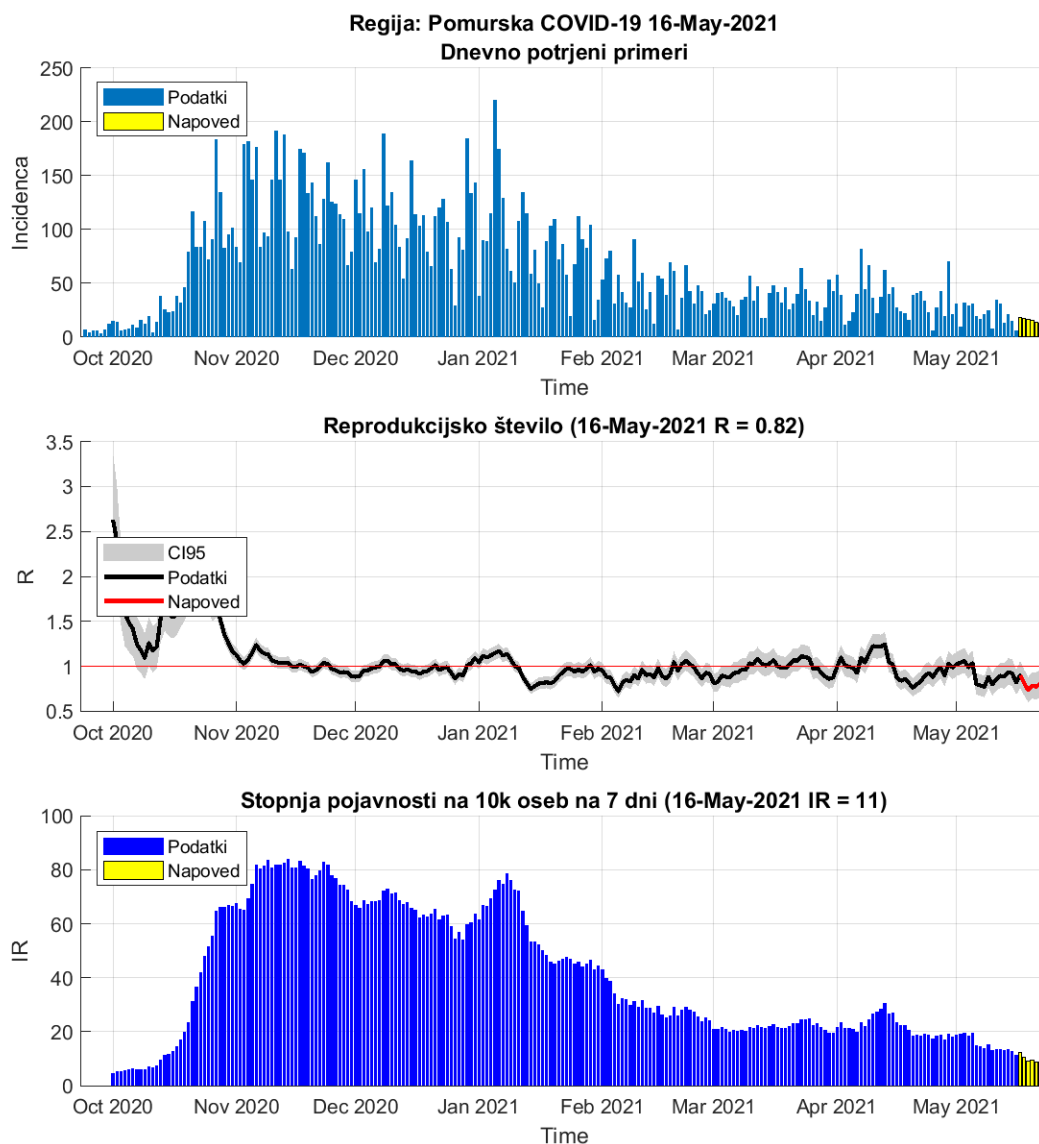 Regija: Pomurska COVID-19 16-May-2021
Dnevno potrjeni primeri
250
200
150
100
50
0
Incidenca
Podatki
Napoved
Oct 2020 Nov 2020 Dec 2020 Jan 2021 Feb 2021 Mar 2021 Apr 2021 May 2021
Time
Reprodukcijsko število (16-May-2021 R = 0.82)
3.5
3
2.5
2
1.5
1
0.5
R
CI95
Podatki
Napoved
Oct 2020 Nov 2020 Dec 2020 Jan 2021 Feb 2021 Mar 2021 Apr 2021 May 2021
Time
Stopnja pojavnosti na 10k oseb na 7 dni (16-May-2021 IR = 11)
100
80
60
40
20
0
IR
Podatki
Napoved
Oct 2020 Nov 2020 Dec 2020 Jan 2021 Feb 2021 Mar 2021 Apr 2021 May 2021
Time